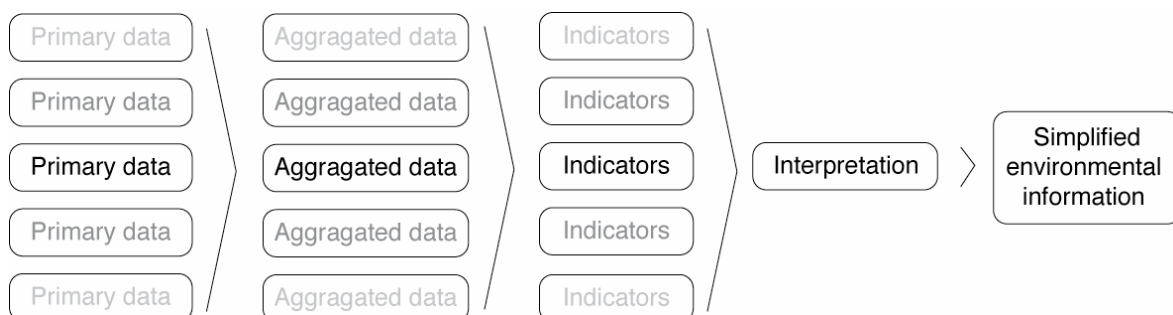 Primary data Aggragated data Indicators
Primary data Aggragated data Indicators
Primary data Aggragated data Indicators Interpretation Simplified
environmental
information
Primary data Aggragated data Indicators
Primary data Aggragated data Indicators